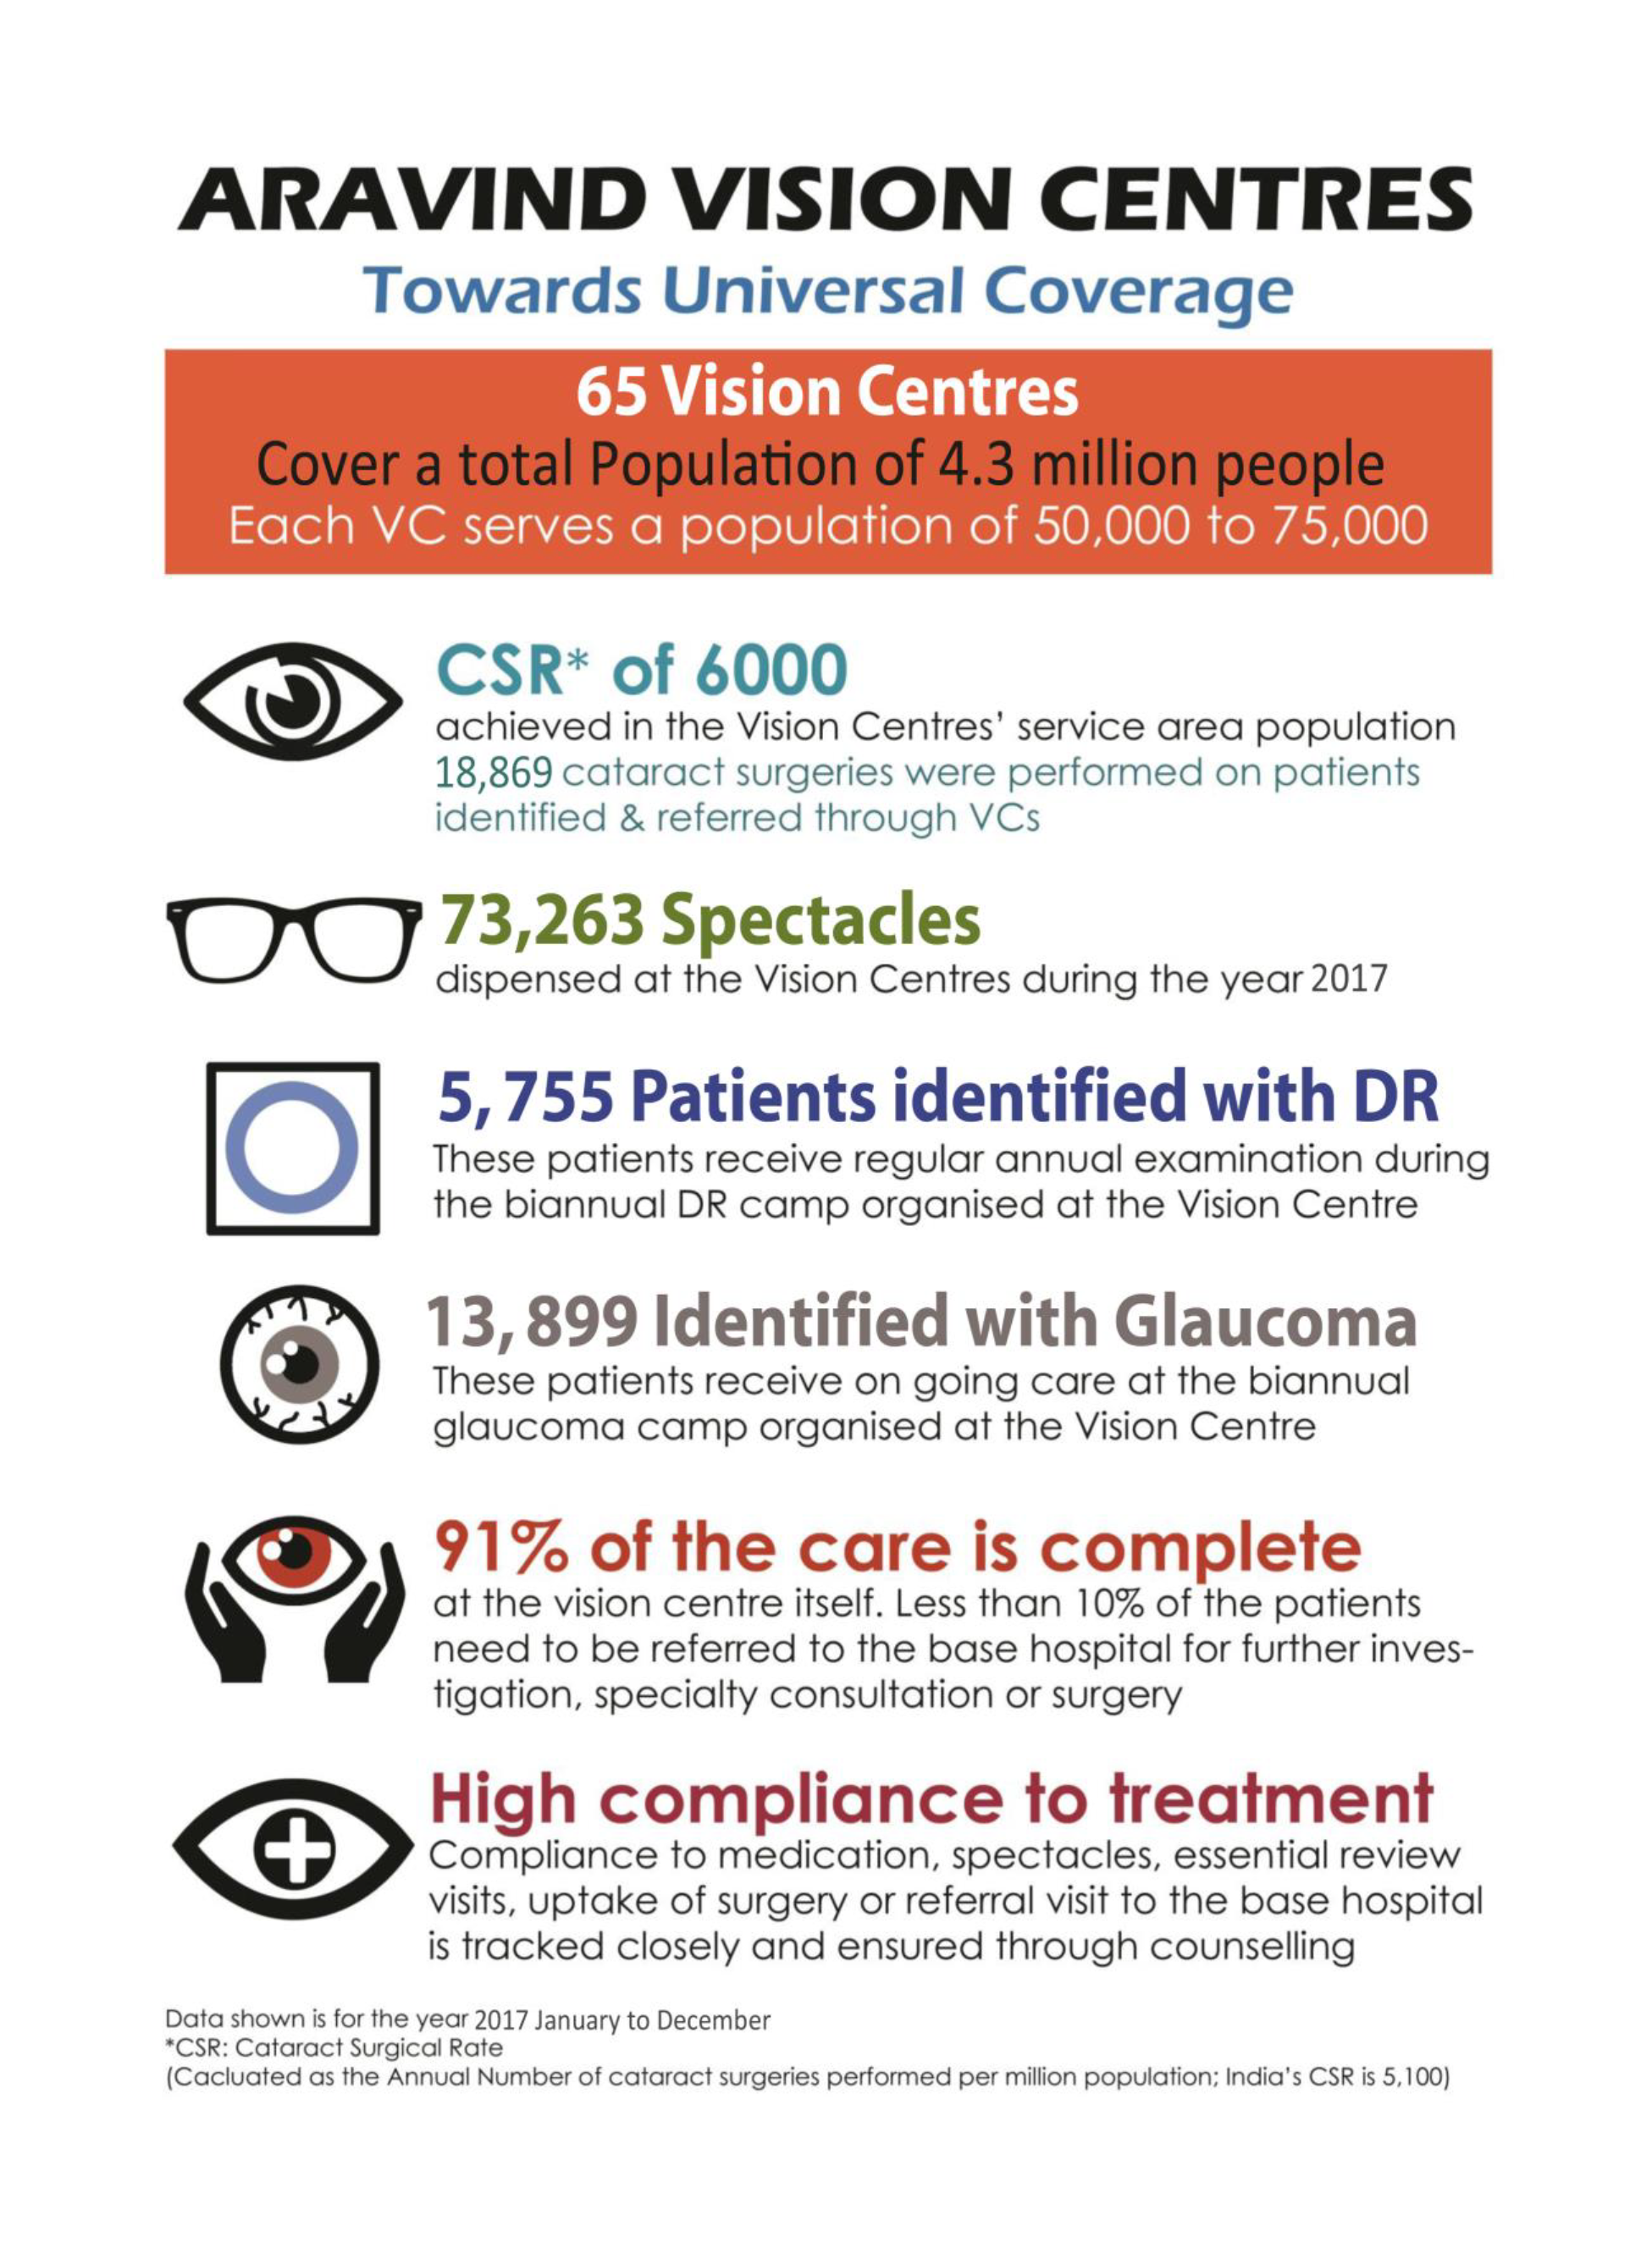 ARAVIND VISION CENTRES
Towards Universal Coverage
65 Vision Centres
Cover a total Population of 4.3 million people
Each VC serves a population of 50,000 to 75,000
CSR* of 6000
achieved in the Vision Centres' service area population
18,869 cataract surgeries were performed on patients
identified & referred through VCs
73,263 Spectacles
dispensed at the Vision Centres during the year 2017
5, 755 Patients identified with DR
These patients receive regular annual examination during
the biannual DR camp organised at the Vision Centre
13, 899 Identified with Glaucoma
These patients receive on going care at the biannual
glaucoma camp organised at the Vision Centre
91% of the care is complete
at the vision centre itself. Less than 10% of the patients
need to be referred to the base hospital for further inves-
tigation, specialty consultation or surgery
High compliance to treatment
Compliance to medication, spectacles, essential review
visits, uptake of surgery or referral visit to the base hospital
is tracked closely and ensured through counselling
Data shown is for the year 2017 January to December
*CSR: Cataract Surgical Rate
(Cacluated as the Annual Number of cataract surgeries performed per million population; India's CSR is 5,100)